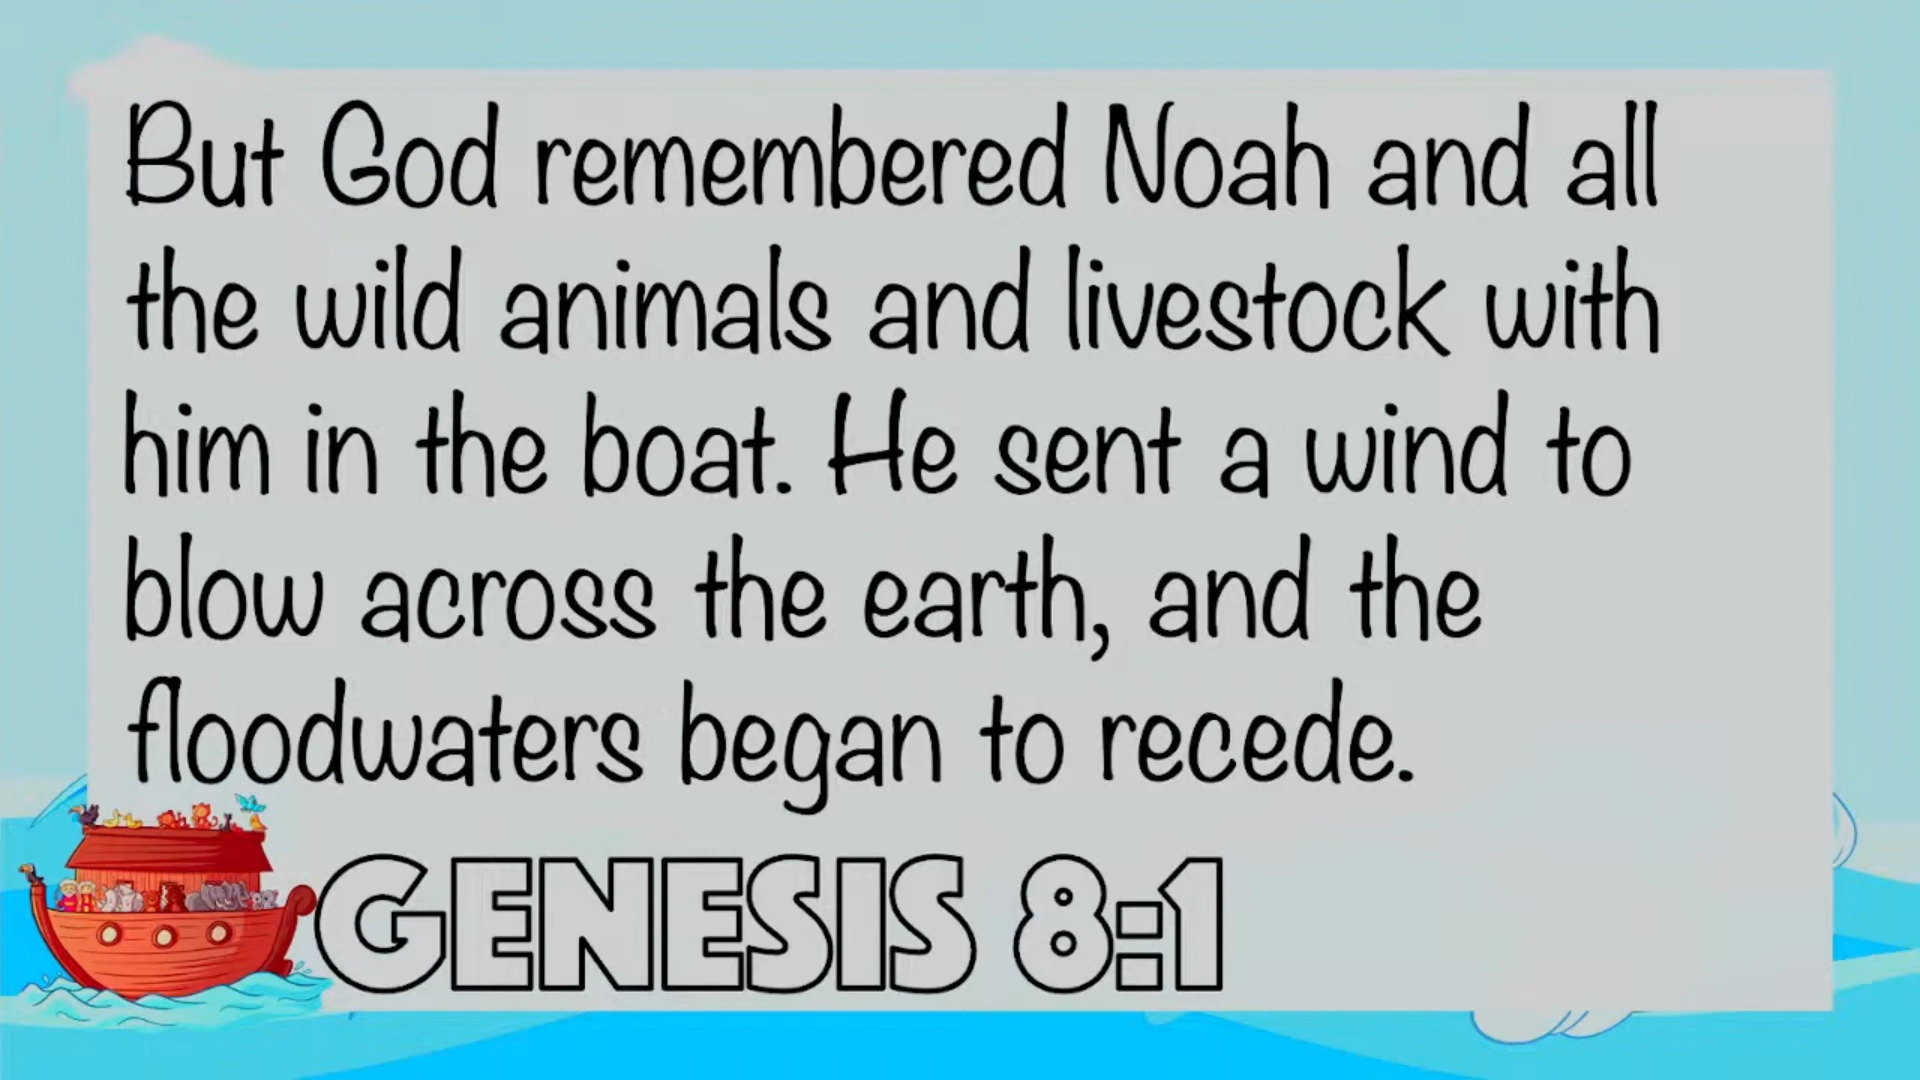 But God remembered Noah and all
the wild animals and livestock with
him in the boat. He sent a wind to
blow across the earth, and the
floodwaters began to recede.
GENESIS 8:1